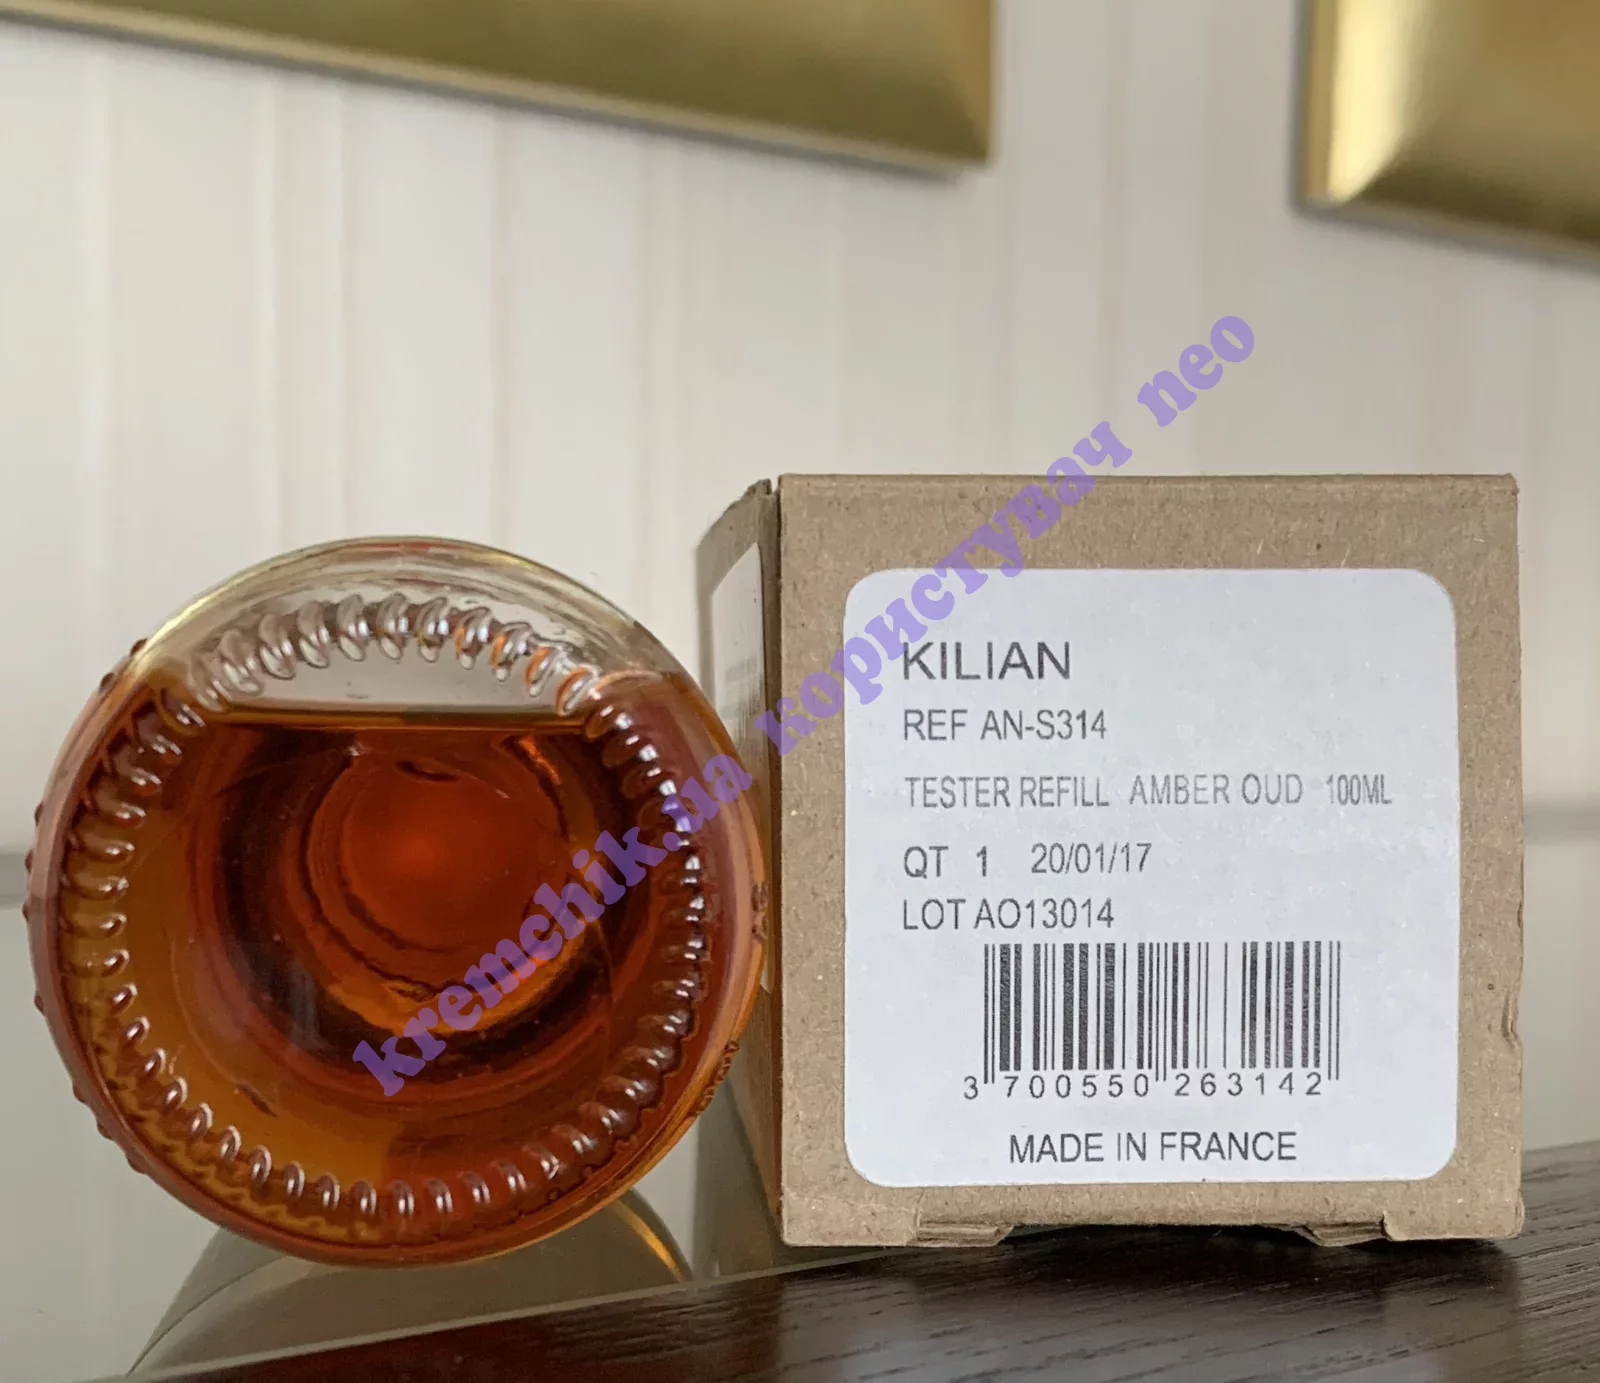 kremchik.ua користувач neo
KILIAN
REF AN-S314
TESTER REFILL AMBER OUD 100ML
QT 1 20/01/17
LOT AO13014
3 700550 263142
MADE IN FRANCE